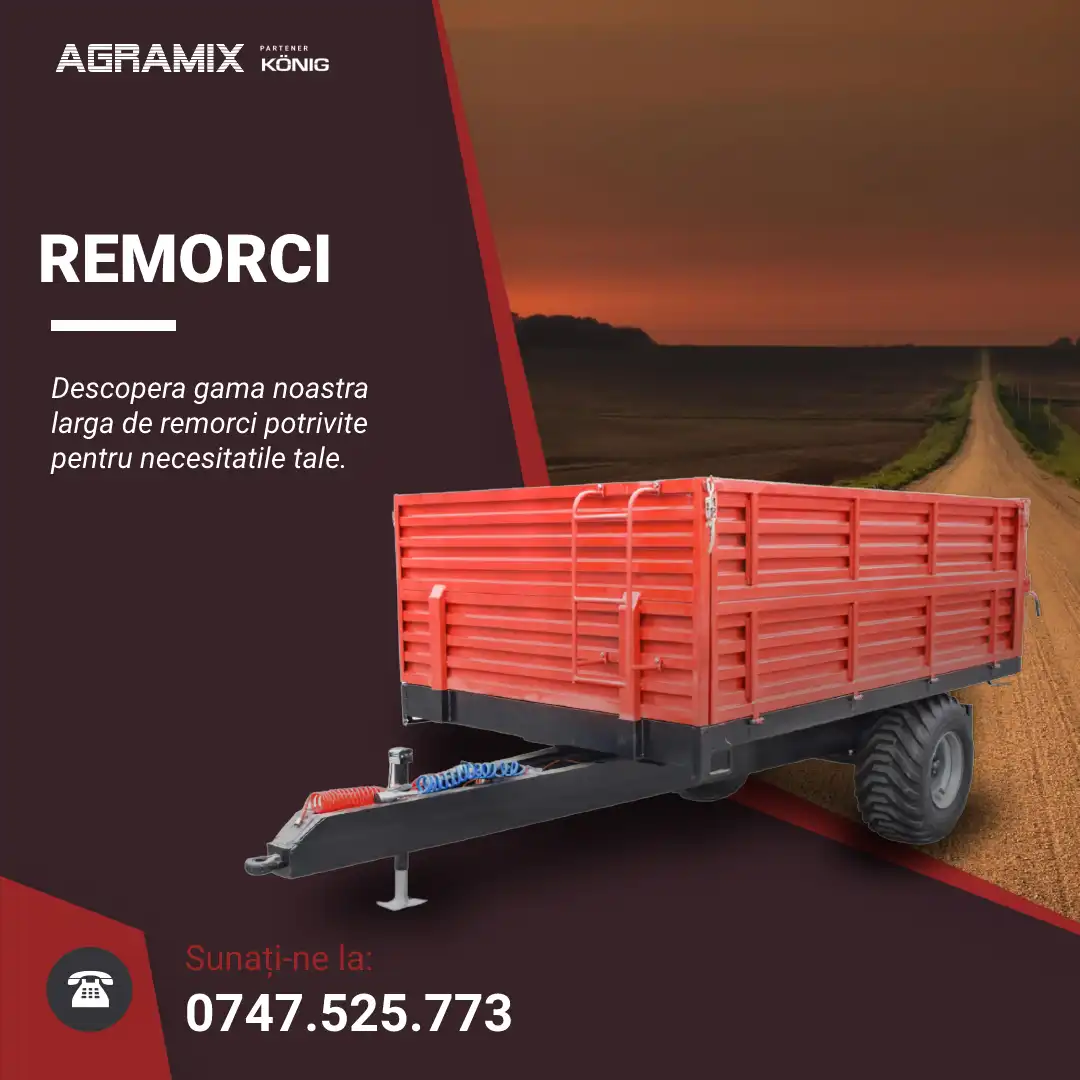 AGRAMIX
PARTENER
KÖNIG
REMORCI
Descopera gama noastra
larga de remorci potrivite
pentru necesitatile tale.
Sunați-ne la:
0747.525.773